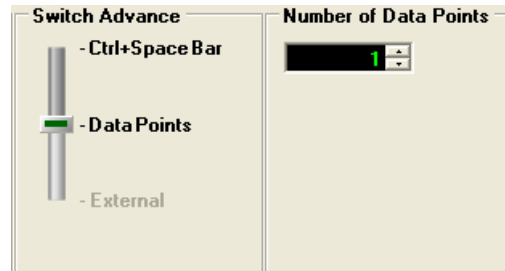 Switch Advance
- Ctrl+Space Bar
- Data Points
- External
Number of Data Points
1